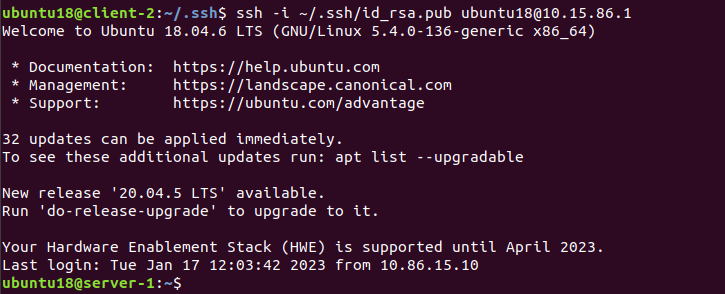 ubuntu18@client-2:~/.ssh$ ssh -i ~/.ssh/id_rsa.pub ubuntu18@10.15.86.1
Welcome to Ubuntu 18.04.6 LTS (GNU/Linux 5.4.0-136-generic x86_64)
* Documentation:  https://help.ubuntu.com
* Management:     https://landscape.canonical.com
* Support:        https://ubuntu.com/advantage
32 updates can be applied immediately.
To see these additional updates run: apt list --upgradable
New release '20.04.5 LTS' available.
Run 'do-release-upgrade' to upgrade to it.
Your Hardware Enablement Stack (HWE) is supported until April 2023.
Last login: Tue Jan 17 12:03:42 2023 from 10.86.15.10
ubuntu18@server-1:~$